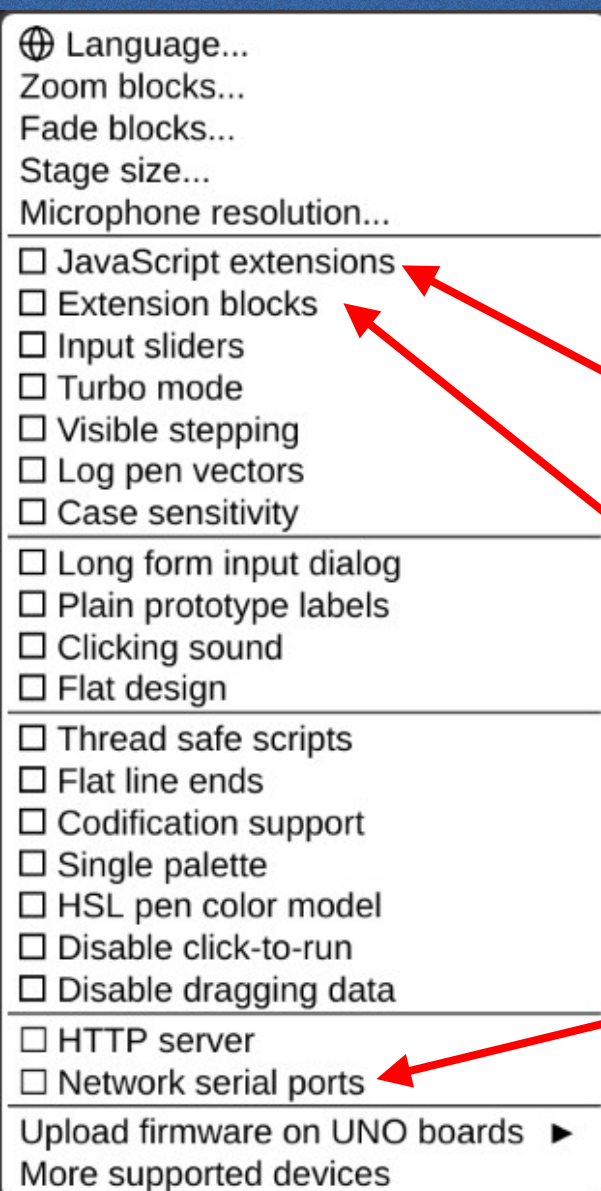 Language...
Zoom blocks...
Fade blocks...
Stage size...
Microphone resolution...
JavaScript extensions
Extension blocks
Input sliders
Turbo mode
Visible stepping
Log pen vectors
Case sensitivity
Long form input dialog
Plain prototype labels
Clicking sound
Flat design
Thread safe scripts
Flat line ends
Codification support
Single palette
HSL pen color model
Disable click-to-run
Disable dragging data
HTTP server
Network serial ports
Upload firmware on UNO boards
More supported devices